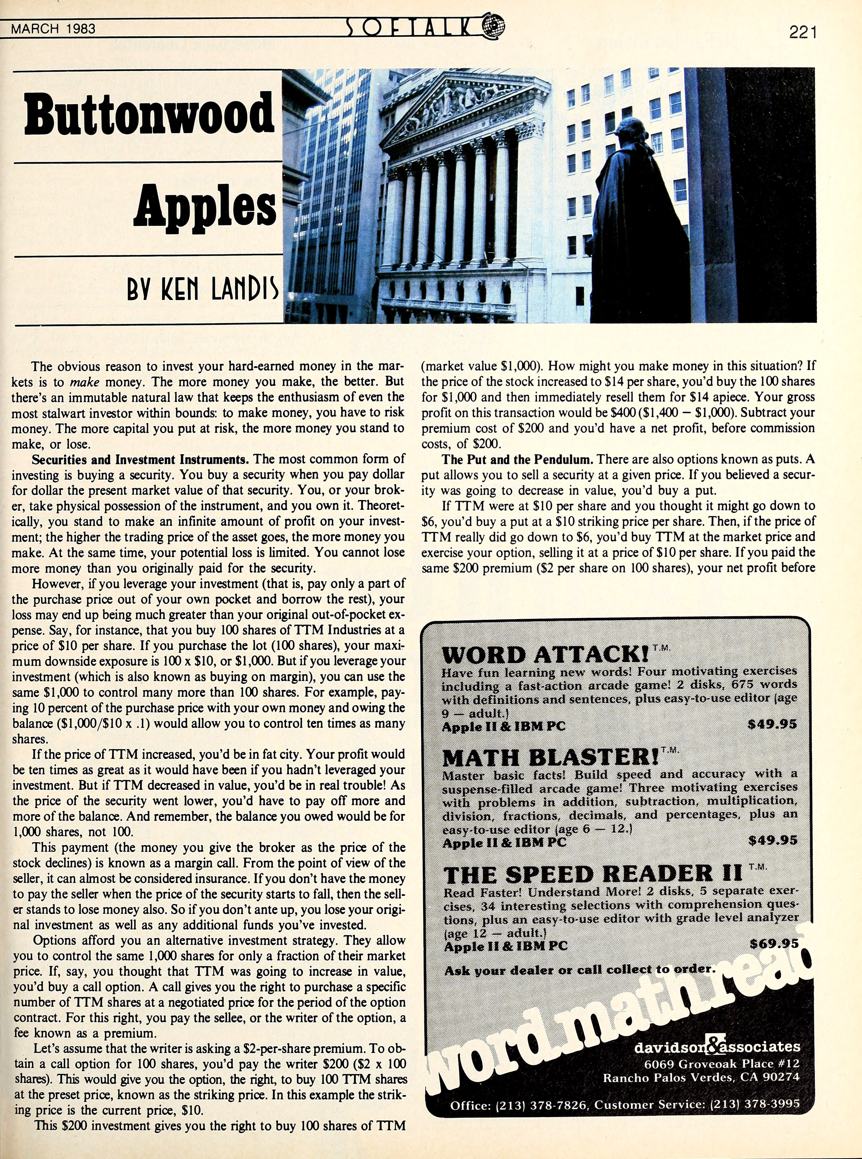 MARCH 1983
SOFTALK
221
Buttonwood
Apples
BY KEN LANDIS
The obvious reason to invest your hard-earned money in the mar-
kets is to make money. The more money you make, the better. But
there's an immutable natural law that keeps the enthusiasm of even the
most stalwart investor within bounds: to make money, you have to risk
money. The more capital you put at risk, the more money you stand to
make, or lose.
Securities and Investment Instruments. The most common form of
investing is buying a security. You buy a security when you pay dollar
for dollar the present market value of that security. You, or your brok-
er, take physical possession of the instrument, and you own it. Theoret-
ically, you stand to make an infinite amount of profit on your invest-
ment; the higher the trading price of the asset goes, the more money you
make. At the same time, your potential loss is limited. You cannot lose
more money than you originally paid for the security.
However, if you leverage your investment (that is, pay only a part of
the purchase price out of your own pocket and borrow the rest), your
loss may end up being much greater than your original out-of-pocket ex-
pense. Say, for instance, that you buy 100 shares of TTM Industries at a
price of $10 per share. If you purchase the lot (100 shares), your maxi-
mum downside exposure is 100 x $10, or $1,000. But if you leverage your
investment (which is also known as buying on margin), you can use the
same $1,000 to control many more than 100 shares. For example, pay-
ing 10 percent of the purchase price with your own money and owing the
balance ($1,000/$10 x .1) would allow you to control ten times as many
shares.
If the price of TTM increased, you'd be in fat city. Your profit would
be ten times as great as it would have been if you hadn't leveraged your
investment. But if TTM decreased in value, you'd be in real trouble! As
the price of the security went lower, you'd have to pay off more and
more of the balance. And remember, the balance you owed would be for
1,000 shares, not 100.
This payment (the money you give the broker as the price of the
stock declines) is known as a margin call. From the point of view of the
seller, it can almost be considered insurance. If you don't have the money
to pay the seller when the price of the security starts to fall, then the sell-
er stands to lose money also. So if you don't ante up, you lose your origi-
nal investment as well as any additional funds you've invested.
Options afford you an alternative investment strategy. They allow
you to control the same 1,000 shares for only a fraction of their market
price. If, say, you thought that TTM was going to increase in value,
you'd buy a call option. A call gives you the right to purchase a specific
number of TTM shares at a negotiated price for the period of the option
contract. For this right, you pay the sellee, or the writer of the option, a
fee known as a premium.
Let's assume that the writer is asking a $2-per-share premium. To ob-
tain a call option for 100 shares, you'd pay the writer $200 ($2 x 100
shares). This would give you the option, the right, to buy 100 TTM shares
at the preset price, known as the striking price. In this example the strik-
ing price is the current price, $10.
This $200 investment gives you the right to buy 100 shares of TTM
(market value $1,000). How might you make money in this situation? If
the price of the stock increased to $14 per share, you'd buy the 100 shares
for $1,000 and then immediately resell them for $14 apiece. Your gross
profit on this transaction would be $400 ($1,400 − $1,000). Subtract your
premium cost of $200 and you'd have a net profit, before commission
costs, of $200.
The Put and the Pendulum. There are also options known as puts. A
put allows you to sell a security at a given price. If you believed a secur-
ity was going to decrease in value, you'd buy a put.
If TTM were at $10 per share and you thought it might go down to
$6, you'd buy a put at a $10 striking price per share. Then, if the price of
TTM really did go down to $6, you'd buy TTM at the market price and
exercise your option, selling it at a price of $10 per share. If you paid the
same $200 premium ($2 per share on 100 shares), your net profit before
WORD ATTACK! T.M.
Have fun learning new words! Four motivating exercises
including a fast-action arcade game! 2 disks, 675 words
with definitions and sentences, plus easy-to-use editor (age
9 — adult.)
Apple II & IBM PC $49.95
MATH BLASTER! T.M.
Master basic facts! Build speed and accuracy with a
suspense-filled arcade game! Three motivating exercises
with problems in addition, subtraction, multiplication,
division, fractions, decimals, and percentages, plus an
easy-to-use editor (age 6 — 12.)
Apple II & IBM PC $49.95
THE SPEED READER II T.M.
Read Faster! Understand More! 2 disks, 5 separate exer-
cises, 34 interesting selections with comprehension ques-
tions, plus an easy-to-use editor with grade level analyzer
(age 12 — adult.)
Apple II & IBM PC $69.95
Ask your dealer or call collect to order.
word.math.read
davidson & associates
6069 Groveoak Place #12
Rancho Palos Verdes, CA 90274
Office: (213) 378-7826, Customer Service: (213) 378-3995